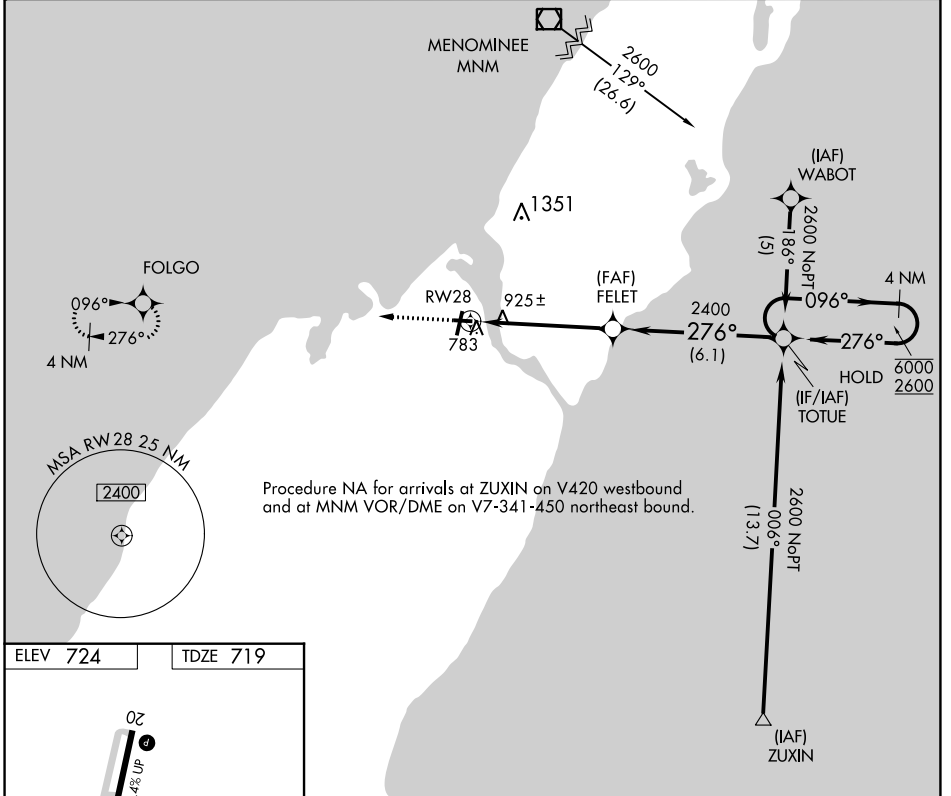 MENOMINEE
MNM
2600
129°
(26.6)
(IAF)
WABOT
1351
2600 NoPT
186°
(5)
FOLGO
096°
276°
4 NM
RW28
925±
783
(FAF)
FELET
2400
276°
(6.1)
4 NM
096°
276°
HOLD
6000
2600
(IF/IAF)
TOTUE
MSA RW28 25 NM
2400
Procedure NA for arrivals at ZUXIN on V420 westbound
and at MNM VOR/DME on V7-341-450 northeast bound.
2600 NoPT
006°
(13.7)
(IAF)
ZUXIN
ELEV 724
TDZE 719
20
P
4% UP